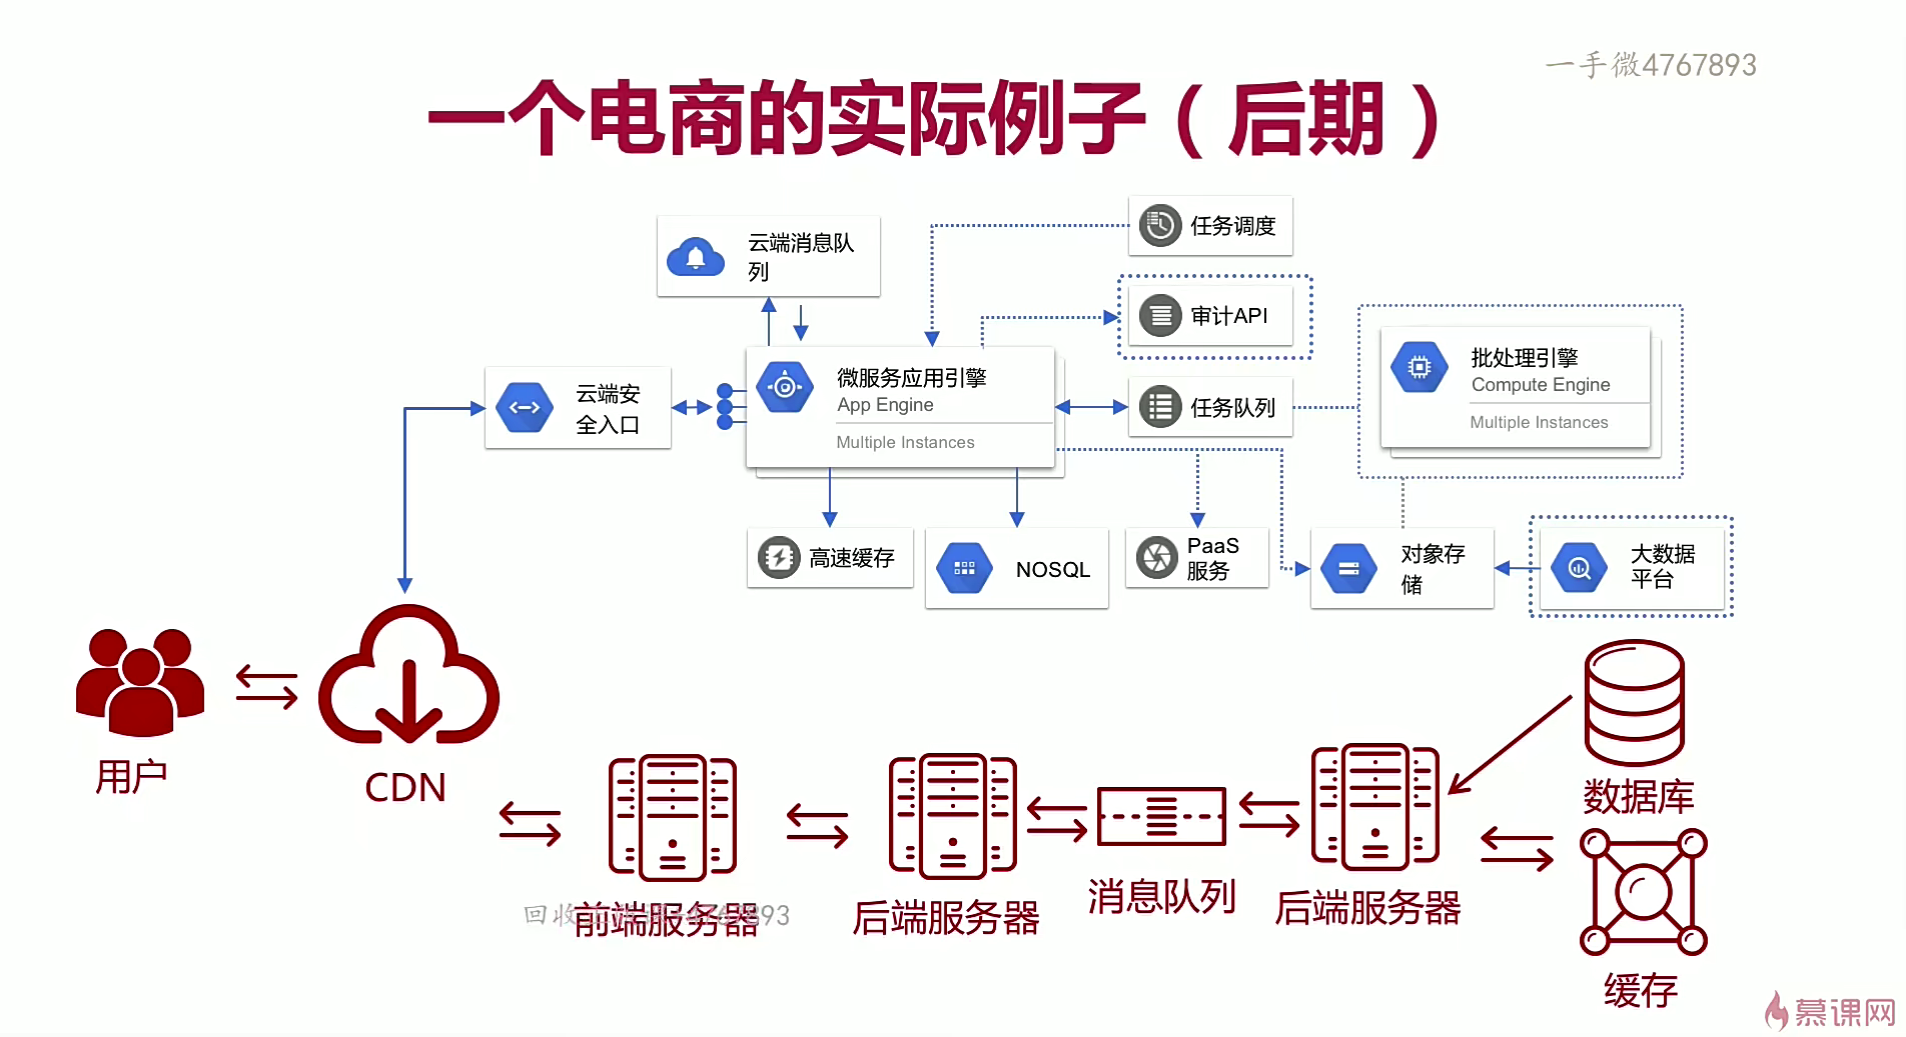 一手微4767893
一个电商的实际例子（后期）
任务调度
云端消息队
列
审计API
批处理引擎
Compute Engine
Multiple Instances
微服务应用引擎
App Engine
Multiple Instances
云端安
全入口
任务队列
高速缓存
NOSQL
PaaS
服务
对象存
储
大数据
平台
用户
CDN
数据库
前端服务器
后端服务器
消息队列
后端服务器
回收
4767893
缓存
慕课网